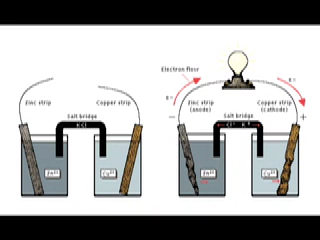 Zinc strip
Copper strip
Salt bridge
KCl
Zn²⁺
Cu²⁺
Electron flow
e⁻
e⁻
Zinc strip
(anode)
Copper strip
(cathode)
−
+
Salt bridge
Cl⁻ K⁺
Zn²⁺
Cu²⁺